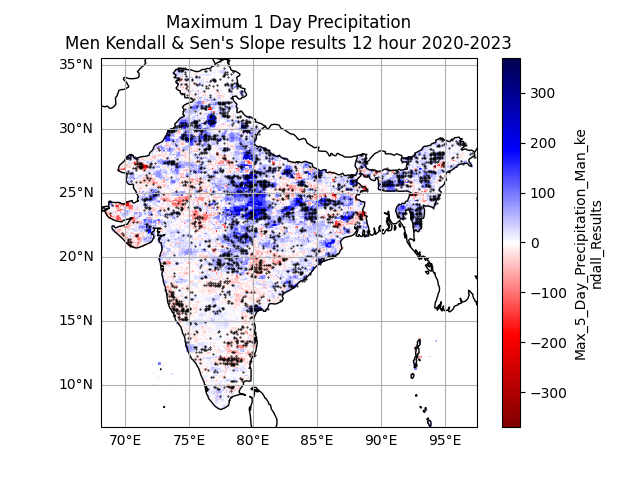 Maximum 1 Day Precipitation
Men Kendall & Sen's Slope results 12 hour 2020-2023
35°N
30°N
25°N
20°N
15°N
10°N
70°E
75°E
80°E
85°E
90°E
95°E
300
200
100
0
−100
−200
−300
Max_5_Day_Precipitation_Man_ke
ndall_Results